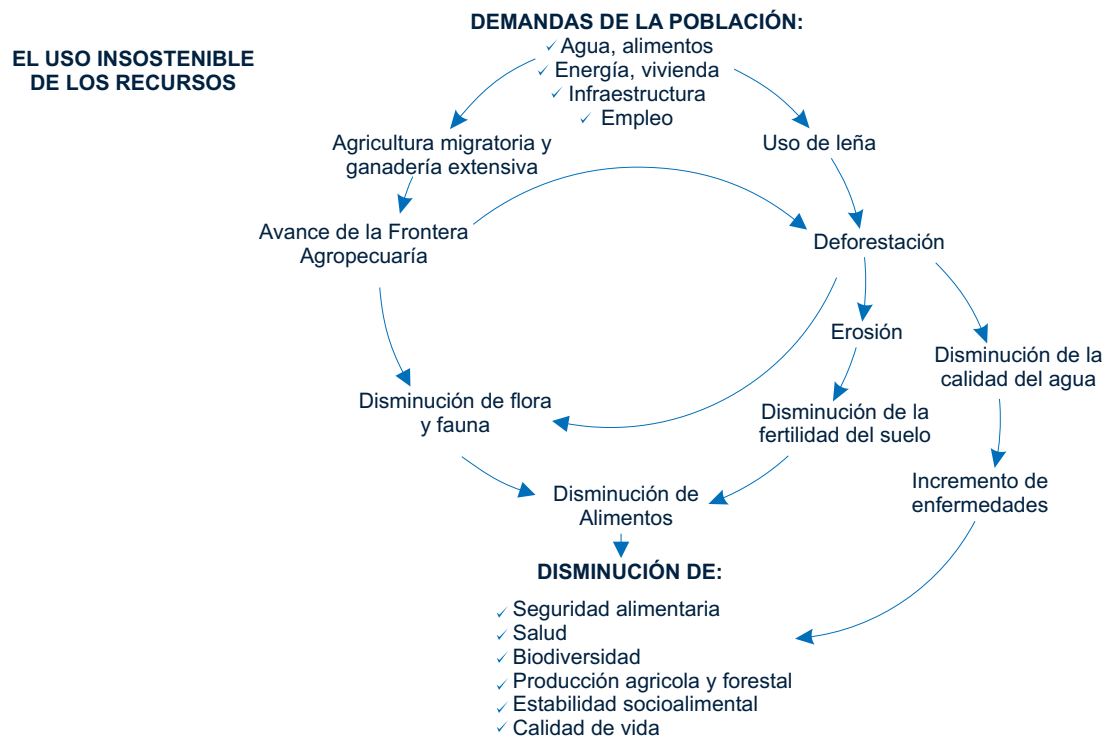 EL USO INSOSTENIBLE
DE LOS RECURSOS
DEMANDAS DE LA POBLACIÓN:
✓ Agua, alimentos
✓ Energía, vivienda
✓ Infraestructura
✓ Empleo
Agricultura migratoria y
ganadería extensiva
Uso de leña
Avance de la Frontera
Agropecuaría
Deforestación
Erosión
Disminución de la
calidad del agua
Disminución de flora
y fauna
Disminución de la
fertilidad del suelo
Incremento de
enfermedades
Disminución de
Alimentos
DISMINUCIÓN DE:
✓ Seguridad alimentaria
✓ Salud
✓ Biodiversidad
✓ Producción agricola y forestal
✓ Estabilidad socioalimental
✓ Calidad de vida